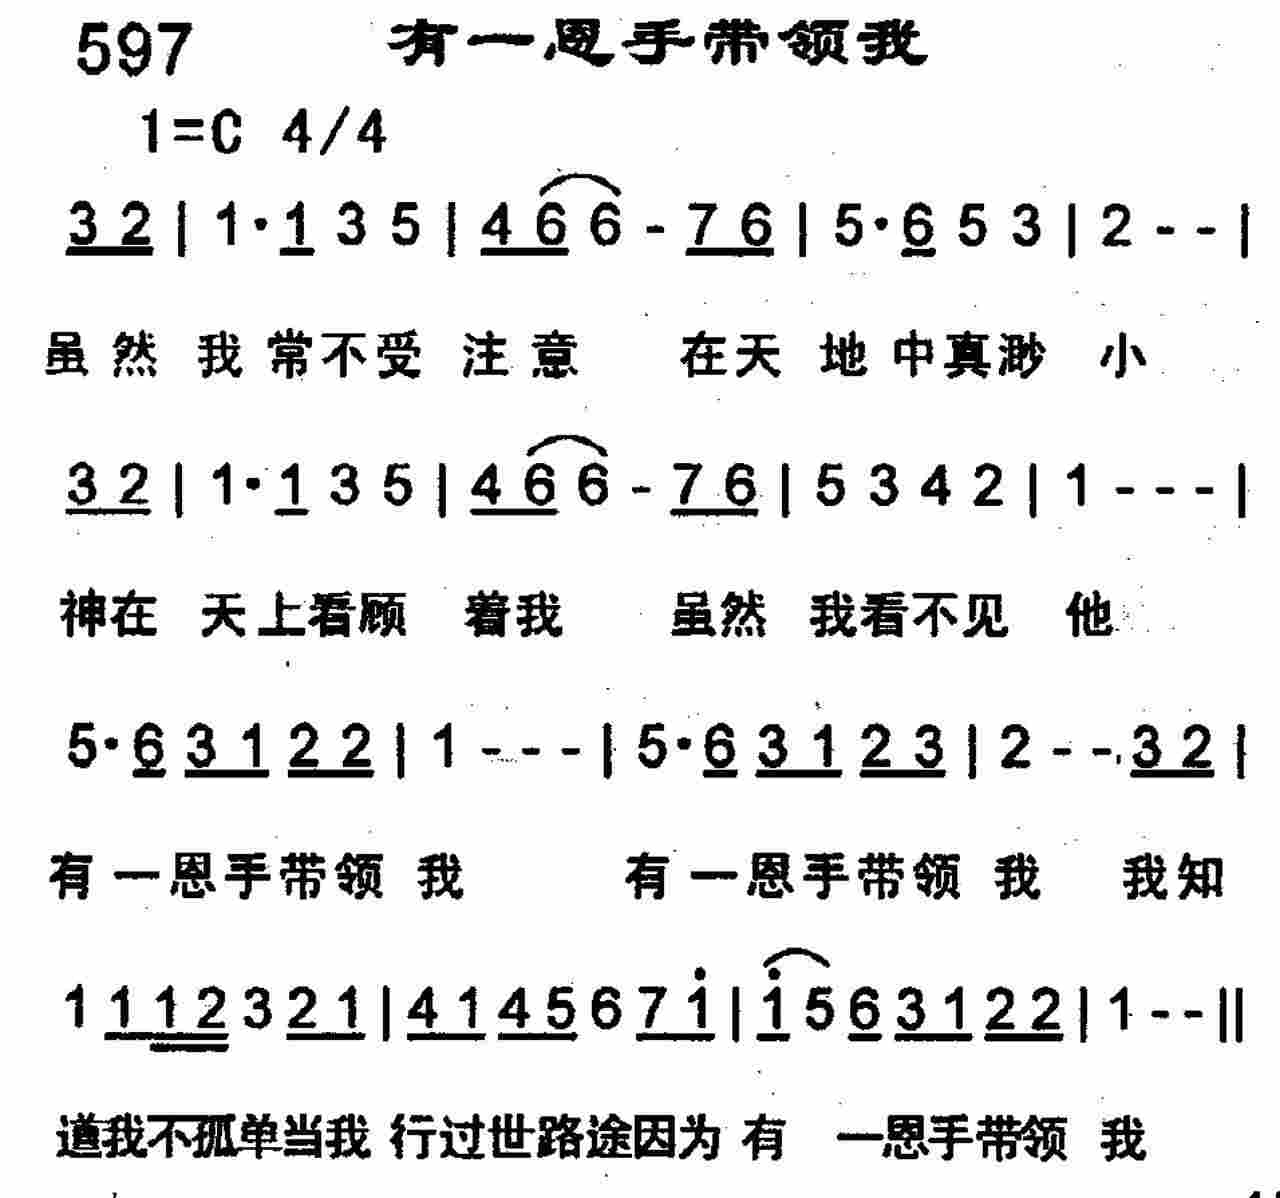 597 有一恩手带领我
1=C 4/4
3 2 | 1· 1 3 5 | 4 6 6 - 7 6 | 5· 6 5 3 | 2 - - |
虽然 我常不受 注意 在天 地中真渺 小
3 2 | 1· 1 3 5 | 4 6 6 - 7 6 | 5 3 4 2 | 1 - - - |
神在 天上看顾 着我 虽然 我看不见 他
5· 6 3 1 2 2 | 1 - - - | 5· 6 3 1 2 3 | 2 - - 3 2 |
有一恩手带领 我 有一恩手带领 我 我知
1 1 1 2 3 2 1 | 4 1 4 5 6 7 1̇ | 1̇ 5 6 3 1 2 2 | 1 - - ||
道我不孤单当我 行过世路途因为 有 一恩手带领 我